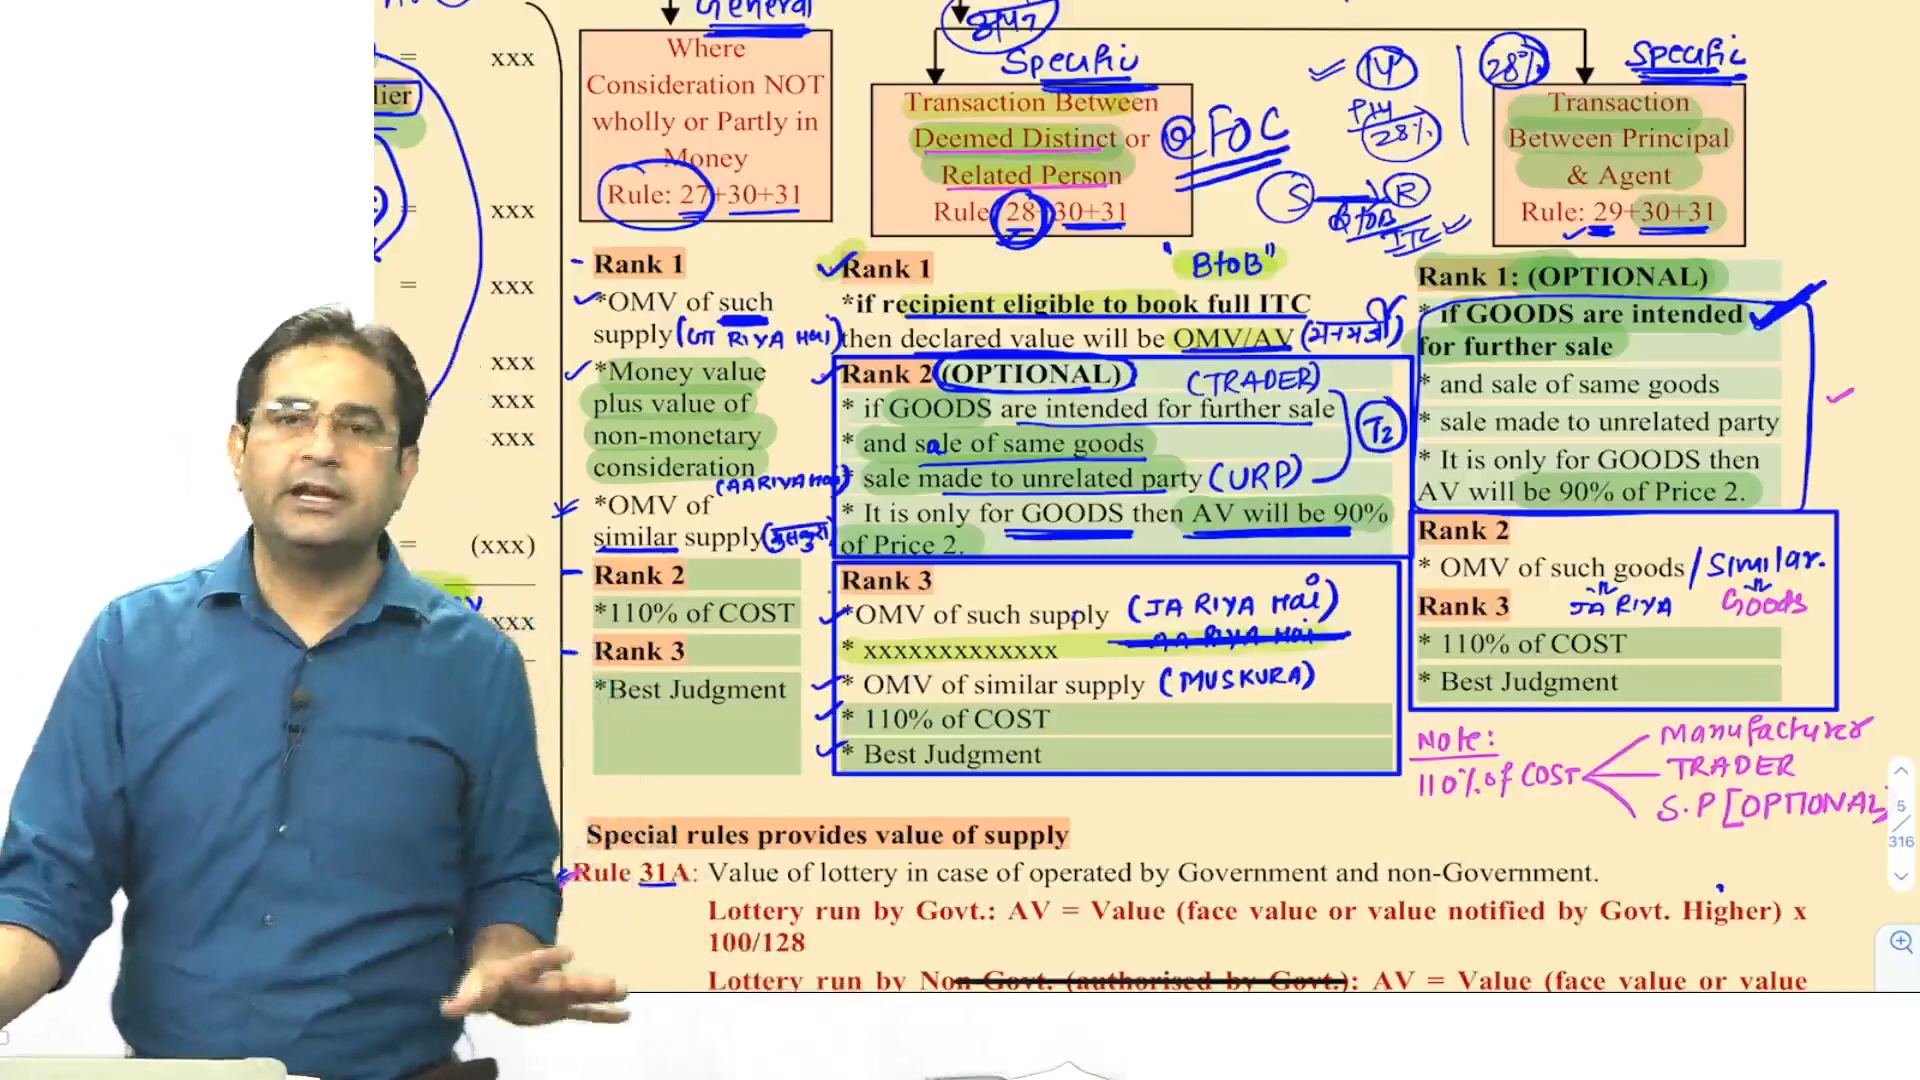 General
Where
Consideration NOT
wholly or Partly in
Money
Rule: 27+30+31
Specific
Transaction Between
Deemed Distinct or
Related Person
Rule 28+30+31
@FOC
14
28%
S R
BtoB
ITC
28%
Specific
Transaction
Between Principal
& Agent
Rule: 29+30+31
lier
= xxx
= xxx
= xxx
xxx
xxx
xxx
= (xxx)
xxx
Rank 1
*OMV of such
supply (RIYA Hai)
*Money value
plus value of
non-monetary
consideration
(AA RIYA Hai)
*OMV of
similar supply
Rank 2
*110% of COST
Rank 3
*Best Judgment
Rank 1 "BtoB"
*if recipient eligible to book full ITC
then declared value will be OMV/AV
Rank 2 (OPTIONAL) (TRADER)
* if GOODS are intended for further sale
* and sale of same goods
* sale made to unrelated party (URP)
T2
* It is only for GOODS then AV will be 90%
of Price 2.
Rank 3
*OMV of such supply (JA RIYA Hai)
* xxxxxxxxxxxxx AA RIYA Hai
* OMV of similar supply (MUSKURA)
* 110% of COST
* Best Judgment
Rank 1: (OPTIONAL)
* if GOODS are intended
for further sale
* and sale of same goods
* sale made to unrelated party
* It is only for GOODS then
AV will be 90% of Price 2.
Rank 2
* OMV of such goods / Similar.
JA RIYA Goods
Rank 3
* 110% of COST
* Best Judgment
Note:
110% of COST
Manufacturer
TRADER
S.P [OPTIONAL]
5
/
316
Special rules provides value of supply
Rule 31A: Value of lottery in case of operated by Government and non-Government.
Lottery run by Govt.: AV = Value (face value or value notified by Govt. Higher) x
100/128
Lottery run by Non-Govt. (authorised by Govt.): AV = Value (face value or value